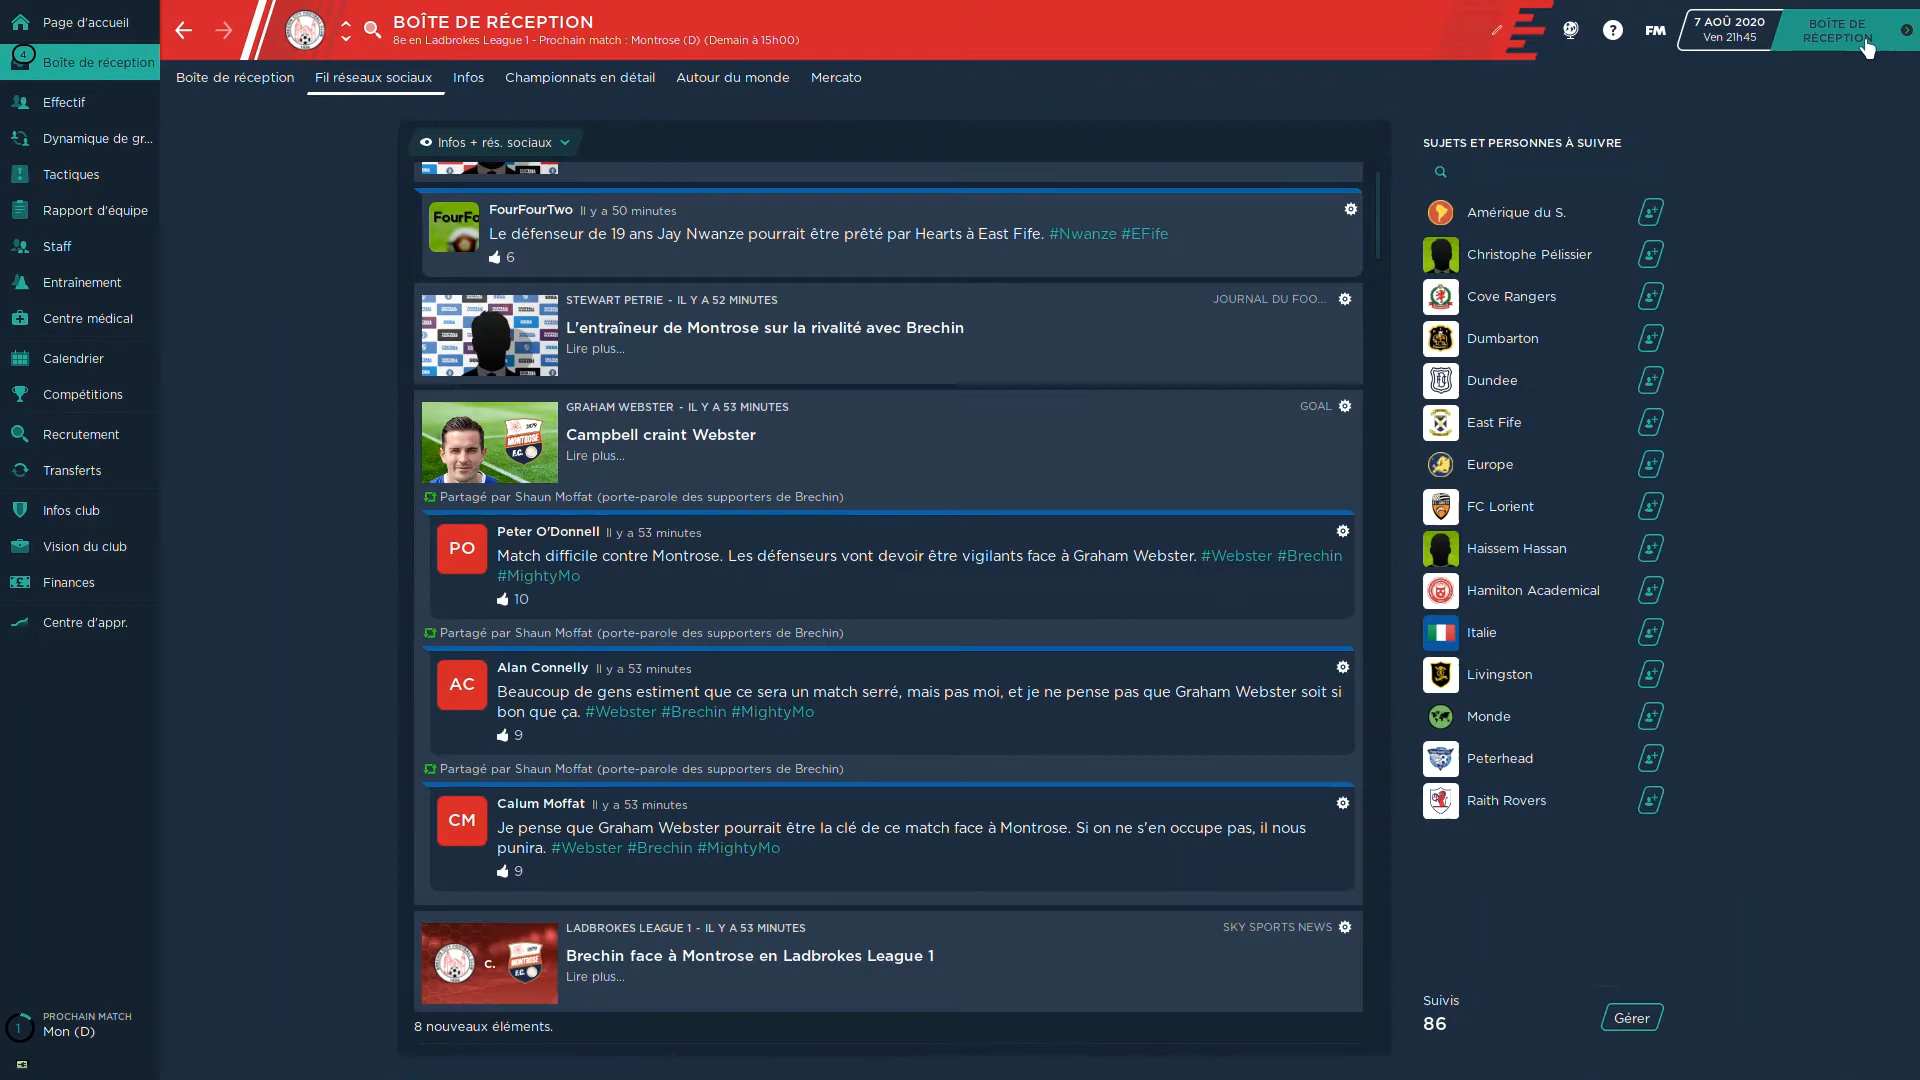 Page d'accueil
4
Boîte de réception
Effectif
Dynamique de gr...
Tactiques
Rapport d'équipe
Staff
Entraînement
Centre médical
Calendrier
Compétitions
Recrutement
Transferts
Infos club
Vision du club
Finances
Centre d'appr.
PROCHAIN MATCH
1
Mon (D)
BOÎTE DE RÉCEPTION
8e en Ladbrokes League 1 - Prochain match : Montrose (D) (Demain à 15h00)
?
FM
7 AOÛ 2020
Ven 21h45
BOÎTE DE
RÉCEPTION
Boîte de réception
Fil réseaux sociaux
Infos
Championnats en détail
Autour du monde
Mercato
Infos + rés. sociaux
FourFo
FourFourTwo Il y a 50 minutes
Le défenseur de 19 ans Jay Nwanze pourrait être prêté par Hearts à East Fife. #Nwanze #EFife
6
STEWART PETRIE - IL Y A 52 MINUTES
JOURNAL DU FOO...
L'entraîneur de Montrose sur la rivalité avec Brechin
Lire plus...
GRAHAM WEBSTER - IL Y A 53 MINUTES
GOAL
1879
MONTROSE
F.C.
Campbell craint Webster
Lire plus...
Partagé par Shaun Moffat (porte-parole des supporters de Brechin)
PO
Peter O'Donnell Il y a 53 minutes
Match difficile contre Montrose. Les défenseurs vont devoir être vigilants face à Graham Webster. #Webster #Brechin
#MightyMo
10
Partagé par Shaun Moffat (porte-parole des supporters de Brechin)
AC
Alan Connelly Il y a 53 minutes
Beaucoup de gens estiment que ce sera un match serré, mais pas moi, et je ne pense pas que Graham Webster soit si
bon que ça. #Webster #Brechin #MightyMo
9
Partagé par Shaun Moffat (porte-parole des supporters de Brechin)
CM
Calum Moffat Il y a 53 minutes
Je pense que Graham Webster pourrait être la clé de ce match face à Montrose. Si on ne s'en occupe pas, il nous
punira. #Webster #Brechin #MightyMo
9
LADBROKES LEAGUE 1 - IL Y A 53 MINUTES
SKY SPORTS NEWS
C.
1879
MONTROSE
F.C.
Brechin face à Montrose en Ladbrokes League 1
Lire plus...
8 nouveaux éléments.
SUJETS ET PERSONNES À SUIVRE
Amérique du S.
Christophe Pélissier
Cove Rangers
Dumbarton
Dundee
East Fife
Europe
FC Lorient
Haissem Hassan
Hamilton Academical
Italie
Livingston
Monde
Peterhead
Raith Rovers
Suivis
86
Gérer